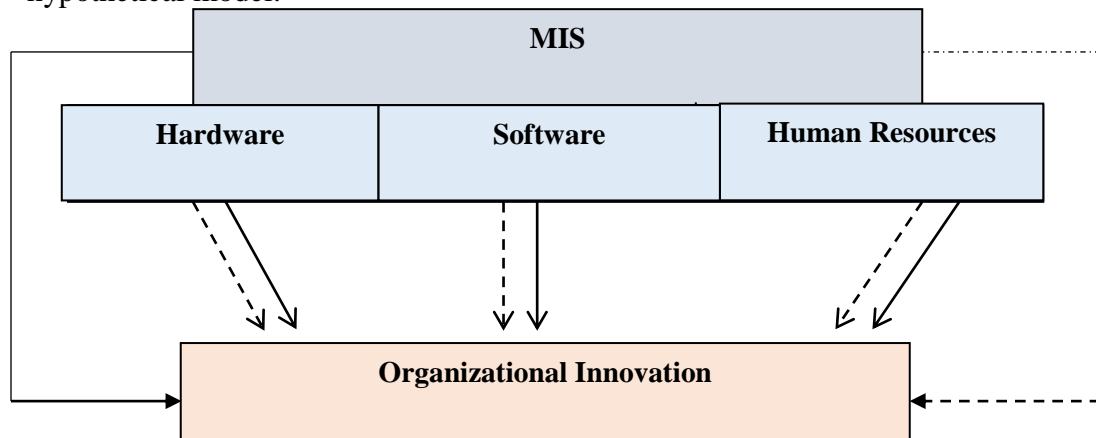 hypothetical model.
MIS
Hardware
Software
Human Resources
Organizational Innovation